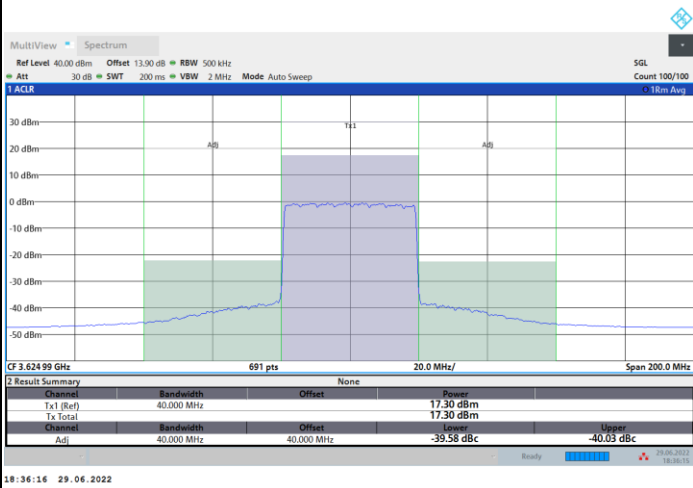 MultiView Spectrum
Ref Level 40.00 dBm Offset 13.90 dB RBW 500 kHz SGL
Att 30 dB SWT 200 ms VBW 2 MHz Mode Auto Sweep Count 100/100
1 ACLR 1Rm Avg
30 dBm
Tx1
20 dBm
Adj Adj
10 dBm
0 dBm
-10 dBm
-20 dBm
-30 dBm
-40 dBm
-50 dBm
CF 3.62499 GHz 691 pts 20.0 MHz/ Span 200.0 MHz
2 Result Summary None
Channel Bandwidth Offset Power
Tx1 (Ref) 40.000 MHz 17.30 dBm
Tx Total 17.30 dBm
Channel Bandwidth Offset Lower Upper
Adj 40.000 MHz 40.000 MHz -39.58 dBc -40.03 dBc
Ready 29.06.2022
18:36:15
18:36:16 29.06.2022